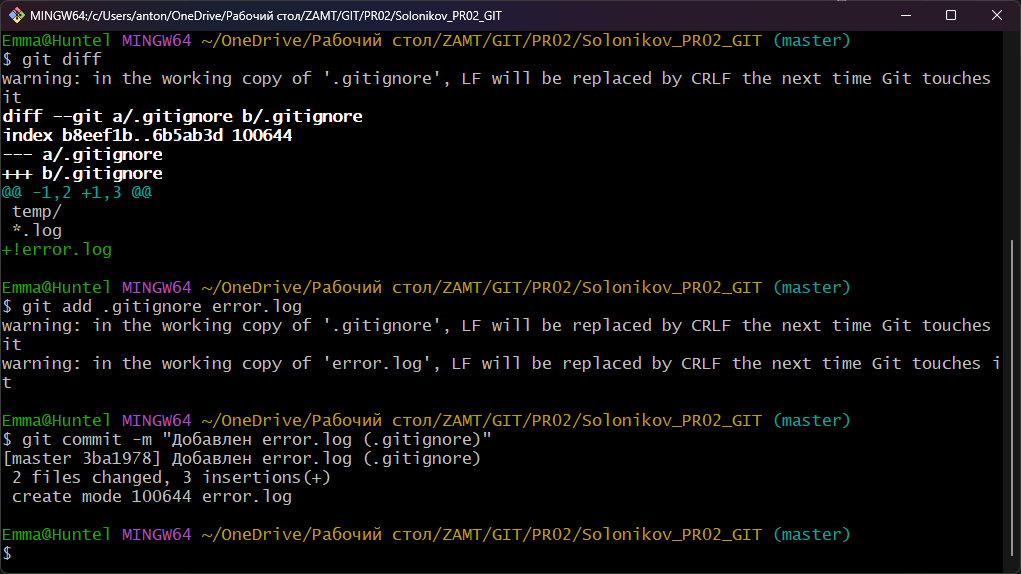 MINGW64:/c/Users/anton/OneDrive/Рабочий стол/ZAMT/GIT/PR02/Solonikov_PR02_GIT
Emma@Huntel MINGW64 ~/OneDrive/Рабочий стол/ZAMT/GIT/PR02/Solonikov_PR02_GIT (master)
$ git diff
warning: in the working copy of '.gitignore', LF will be replaced by CRLF the next time Git touches
it
diff --git a/.gitignore b/.gitignore
index b8eef1b..6b5ab3d 100644
--- a/.gitignore
+++ b/.gitignore
@@ -1,2 +1,3 @@
 temp/
 *.log
+!error.log
Emma@Huntel MINGW64 ~/OneDrive/Рабочий стол/ZAMT/GIT/PR02/Solonikov_PR02_GIT (master)
$ git add .gitignore error.log
warning: in the working copy of '.gitignore', LF will be replaced by CRLF the next time Git touches
it
warning: in the working copy of 'error.log', LF will be replaced by CRLF the next time Git touches i
t
Emma@Huntel MINGW64 ~/OneDrive/Рабочий стол/ZAMT/GIT/PR02/Solonikov_PR02_GIT (master)
$ git commit -m "Добавлен error.log (.gitignore)"
[master 3ba1978] Добавлен error.log (.gitignore)
 2 files changed, 3 insertions(+)
 create mode 100644 error.log
Emma@Huntel MINGW64 ~/OneDrive/Рабочий стол/ZAMT/GIT/PR02/Solonikov_PR02_GIT (master)
$